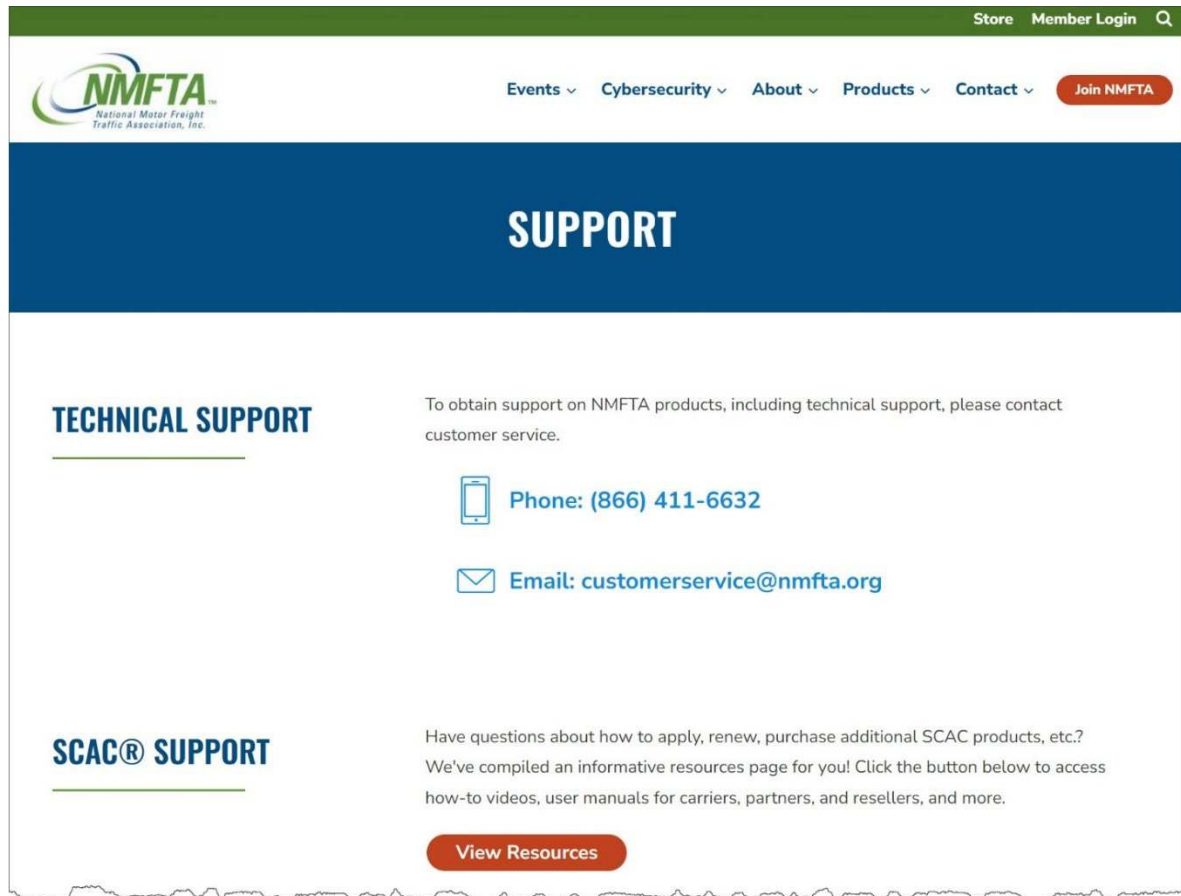 Store Member Login
NMFTA™
National Motor Freight
Traffic Association, Inc.
Events Cybersecurity About Products Contact Join NMFTA
SUPPORT
TECHNICAL SUPPORT
To obtain support on NMFTA products, including technical support, please contact
customer service.
Phone: (866) 411-6632
Email: customerservice@nmfta.org
SCAC® SUPPORT
Have questions about how to apply, renew, purchase additional SCAC products, etc.?
We've compiled an informative resources page for you! Click the button below to access
how-to videos, user manuals for carriers, partners, and resellers, and more.
View Resources